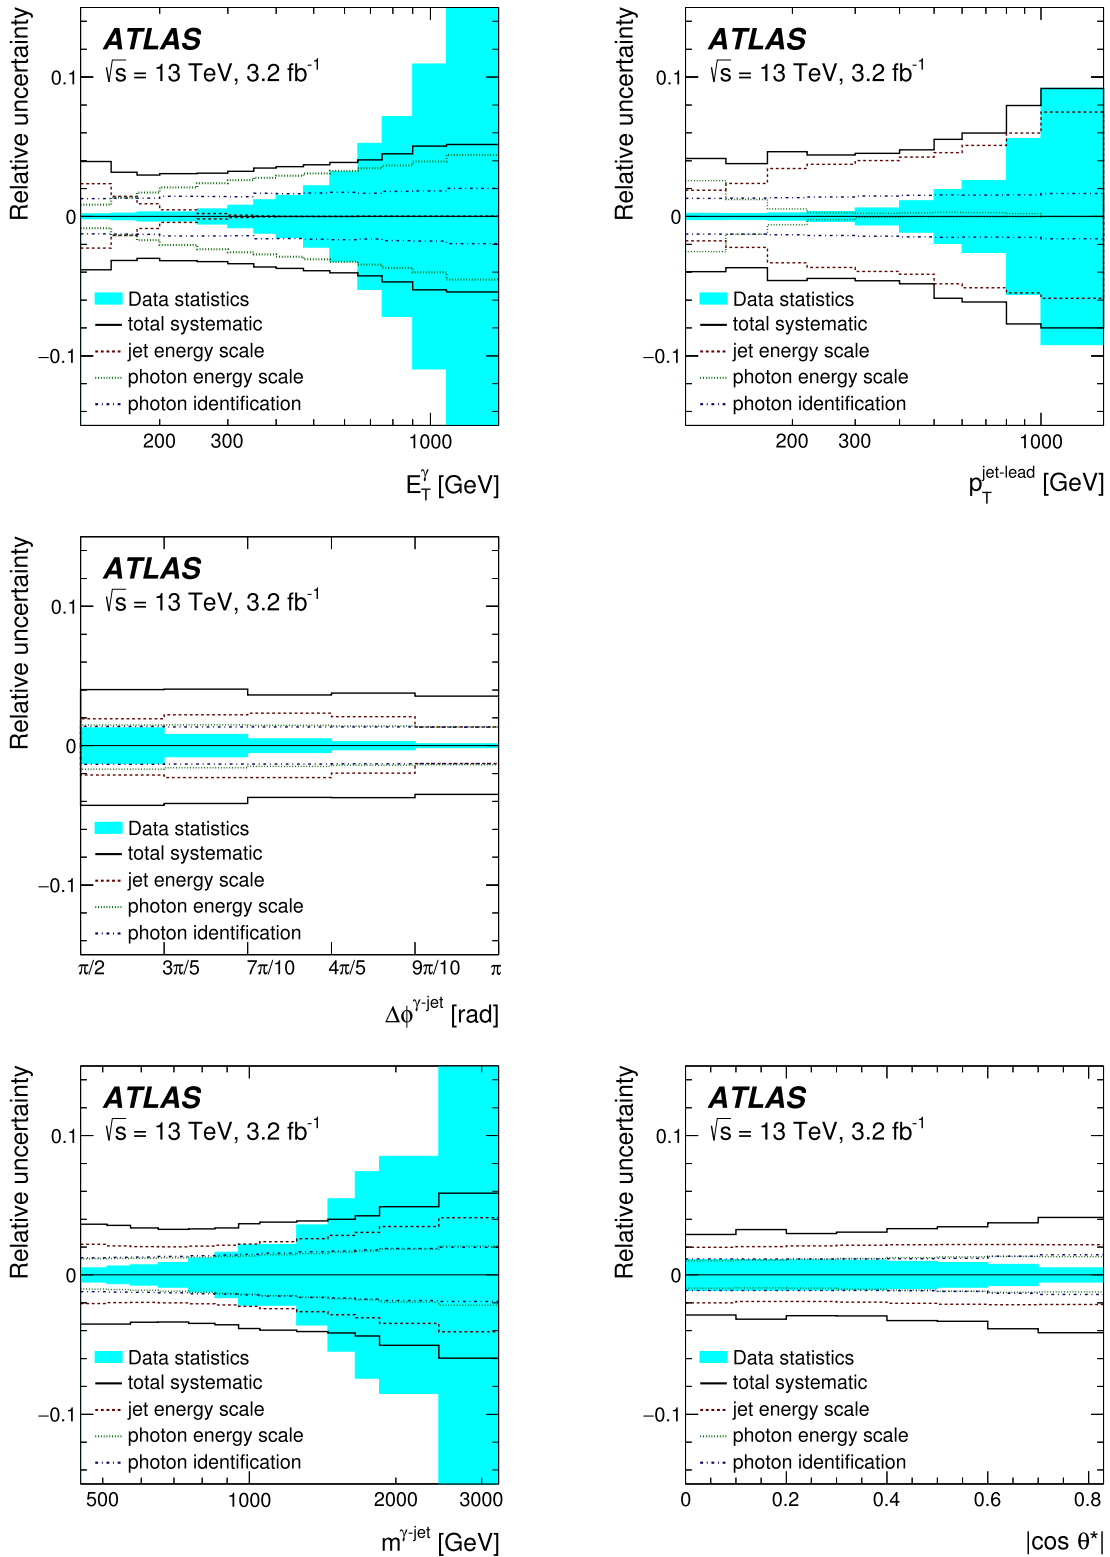 Relative uncertainty
ATLAS
√s = 13 TeV, 3.2 fb⁻¹
0.1
0
−0.1
Data statistics
total systematic
jet energy scale
photon energy scale
photon identification
200 300 1000
E_T^γ [GeV]
Relative uncertainty
ATLAS
√s = 13 TeV, 3.2 fb⁻¹
0.1
0
−0.1
Data statistics
total systematic
jet energy scale
photon energy scale
photon identification
200 300 1000
p_T^jet-lead [GeV]
Relative uncertainty
ATLAS
√s = 13 TeV, 3.2 fb⁻¹
0.1
0
−0.1
Data statistics
total systematic
jet energy scale
photon energy scale
photon identification
π/2 3π/5 7π/10 4π/5 9π/10 π
Δϕ^γ-jet [rad]
Relative uncertainty
ATLAS
√s = 13 TeV, 3.2 fb⁻¹
0.1
0
−0.1
Data statistics
total systematic
jet energy scale
photon energy scale
photon identification
500 1000 2000 3000
m^γ-jet [GeV]
Relative uncertainty
ATLAS
√s = 13 TeV, 3.2 fb⁻¹
0.1
0
−0.1
Data statistics
total systematic
jet energy scale
photon energy scale
photon identification
0 0.2 0.4 0.6 0.8
|cos θ*|